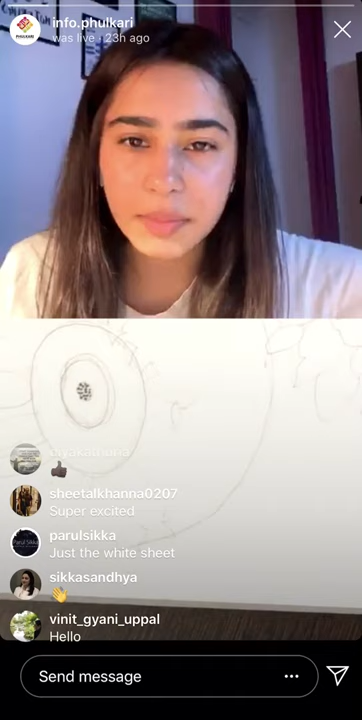 info.phulkari
was live · 23h ago
PHULKARI
👍🏿
sheetalkhanna0207
Super excited
parulsikka
Just the white sheet
sikkasandhya
👋
vinit_gyani_uppal
Hello
Send message